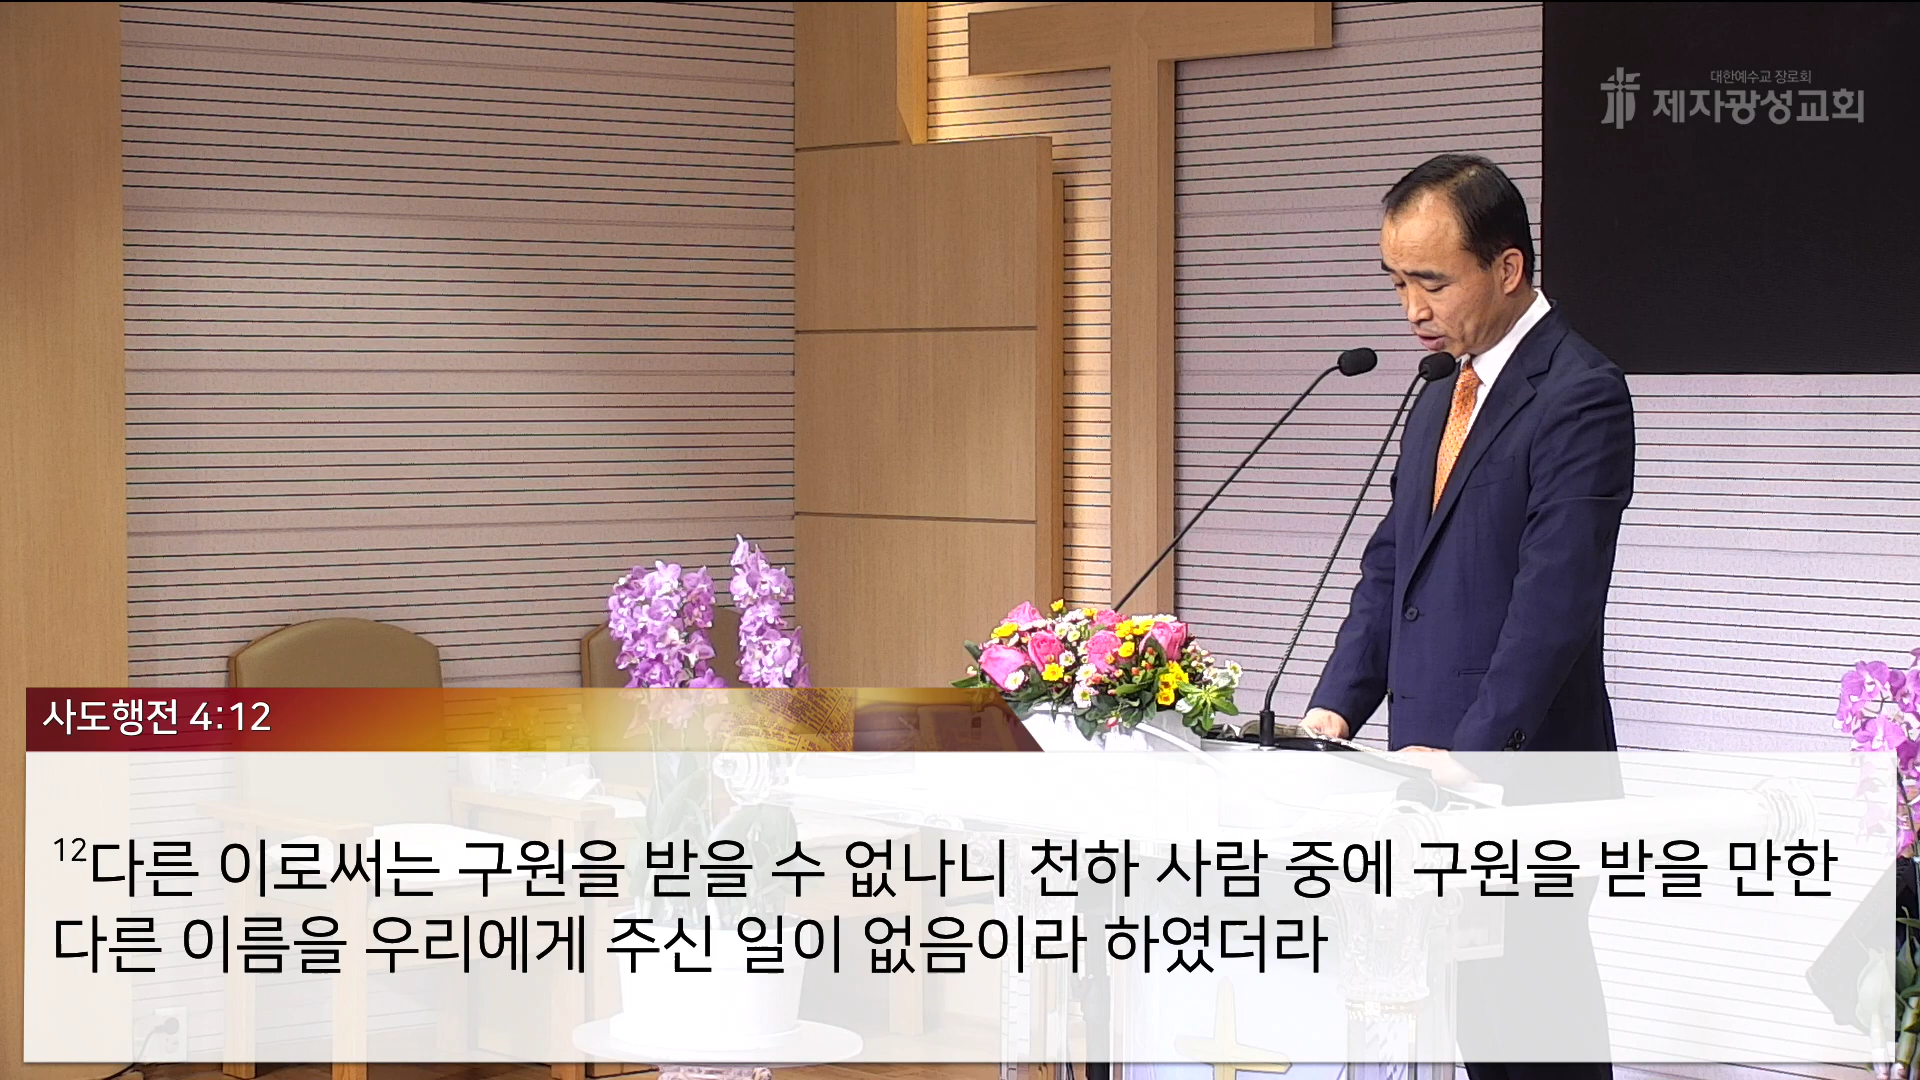 대한예수교 장로회
제자광성교회
사도행전 4:12
12다른 이로써는 구원을 받을 수 없나니 천하 사람 중에 구원을 받을 만한
다른 이름을 우리에게 주신 일이 없음이라 하였더라